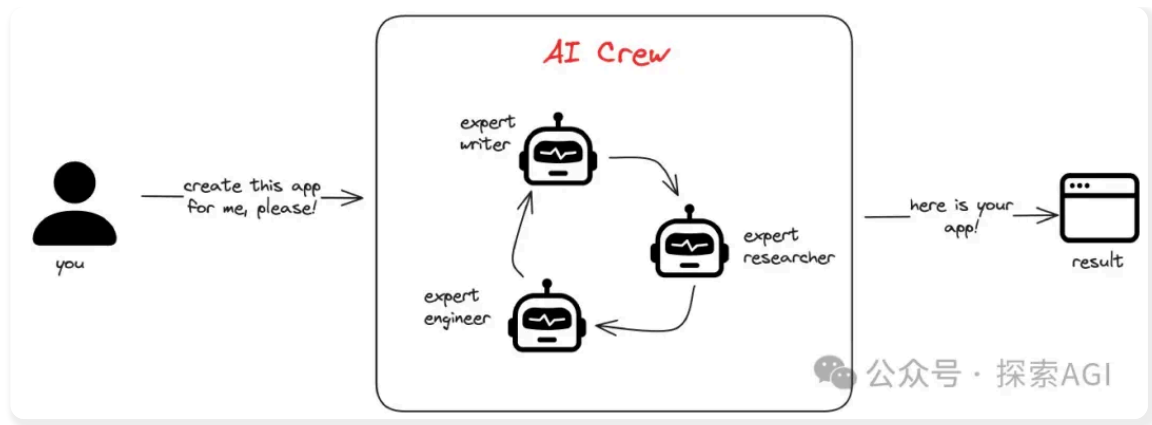 AI Crew
expert
writer
create this app
for me, please!
you
expert
researcher
expert
engineer
here is your
app!
result
公众号 · 探索AGI